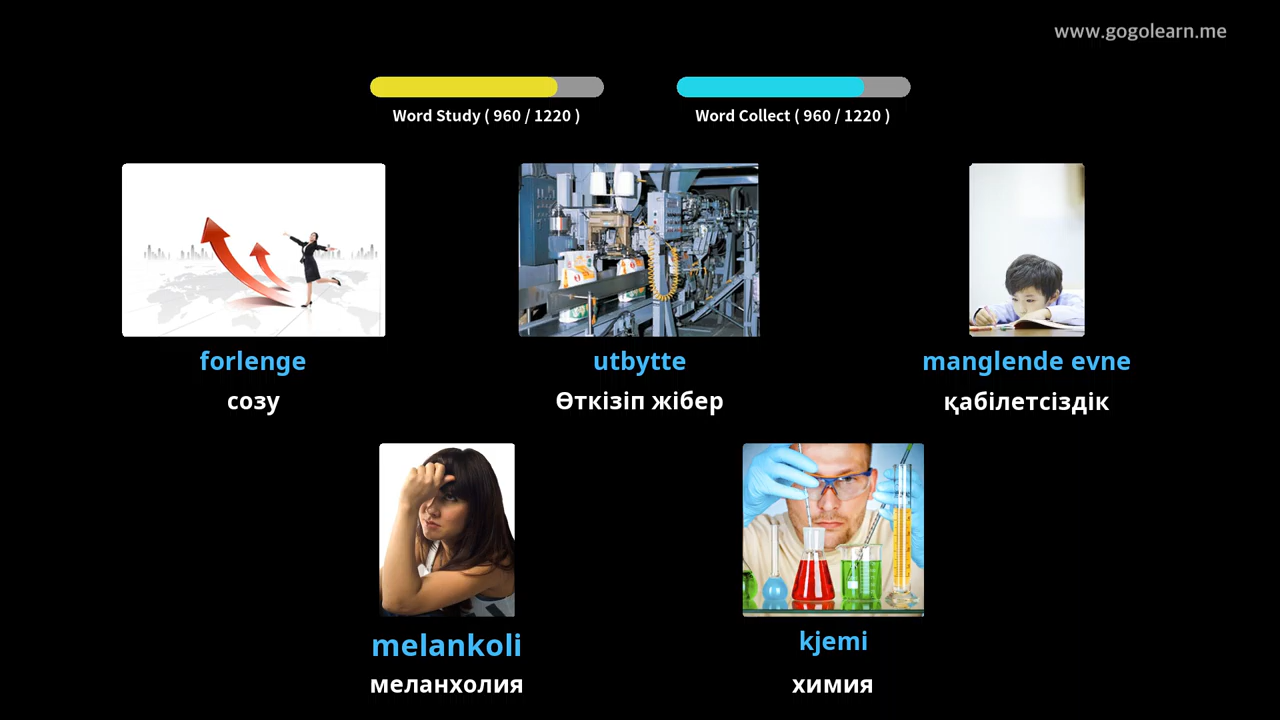 www.gogolearn.me
Word Study ( 960 / 1220 )
Word Collect ( 960 / 1220 )
forlenge
utbytte
manglende evne
созу
Өткізіп жібер
қабілетсіздік
melankoli
kjemi
меланхолия
химия